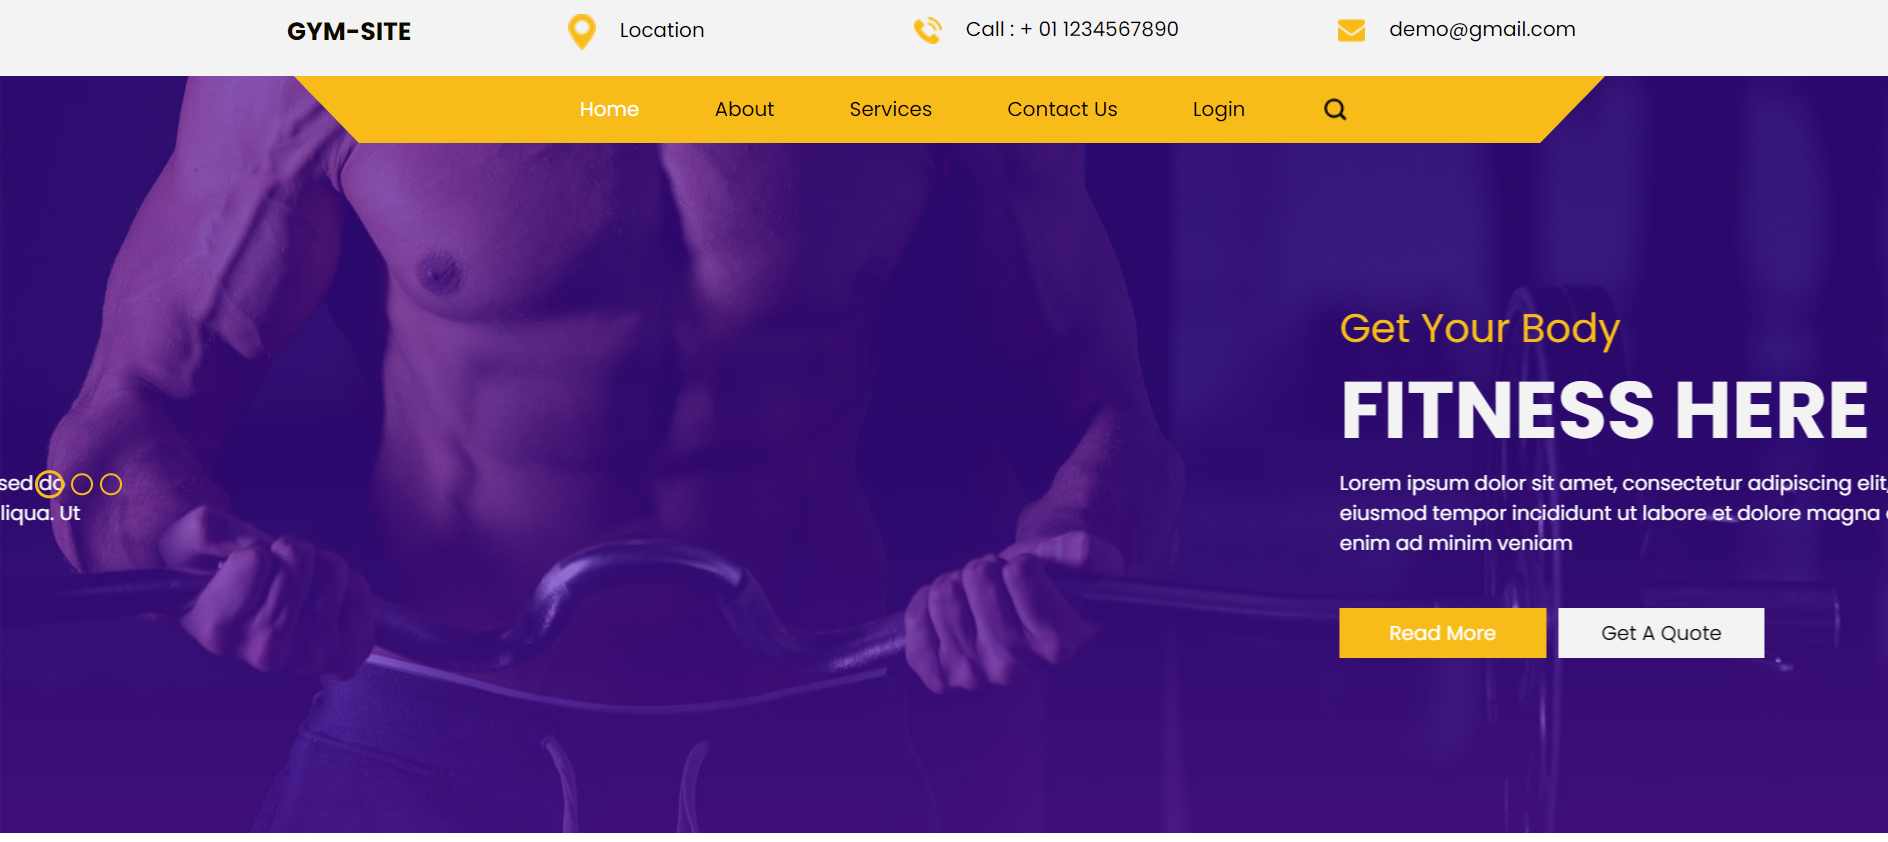 GYM-SITE
Location
Call : + 01 1234567890
demo@gmail.com
Home
About
Services
Contact Us
Login
Get Your Body
FITNESS HERE
sed do
liqua. Ut
Lorem ipsum dolor sit amet, consectetur adipiscing elit,
eiusmod tempor incididunt ut labore et dolore magna
enim ad minim veniam
Read More
Get A Quote